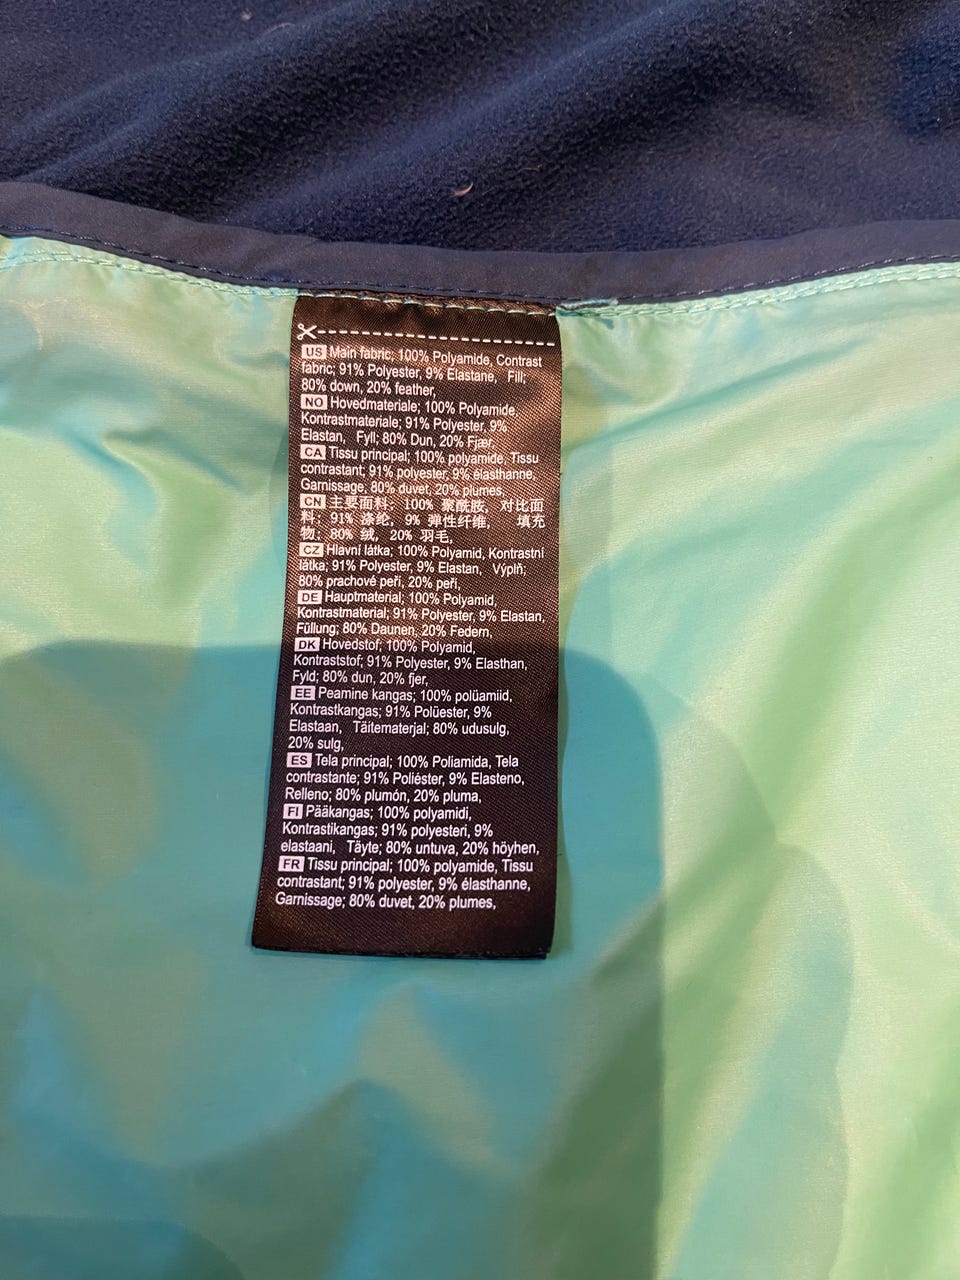 US Main fabric; 100% Polyamide, Contrast
fabric; 91% Polyester, 9% Elastane, Fill;
80% down, 20% feather,
NO Hovedmateriale; 100% Polyamide,
Kontrastmateriale; 91% Polyester, 9%
Elastan, Fyll; 80% Dun, 20% Fjær,
CA Tissu principal; 100% polyamide, Tissu
contrastant; 91% polyester, 9% élasthanne,
Garnissage; 80% duvet, 20% plumes,
CN 主要面料; 100% 聚酰胺, 对比面
料; 91% 涤纶, 9% 弹性纤维, 填充
物; 80% 绒, 20% 羽毛,
CZ Hlavní látka; 100% Polyamid, Kontrastní
látka; 91% Polyester, 9% Elastan, Výplň;
80% prachové peří, 20% peří,
DE Hauptmaterial; 100% Polyamid,
Kontrastmaterial; 91% Polyester, 9% Elastan,
Füllung; 80% Daunen, 20% Federn,
DK Hovedstof; 100% Polyamid,
Kontraststof; 91% Polyester, 9% Elasthan,
Fyld; 80% dun, 20% fjer,
EE Peamine kangas; 100% polüamiid,
Kontrastkangas; 91% Polüester, 9%
Elastaan, Täitematerjal; 80% udusulg,
20% sulg,
ES Tela principal; 100% Poliamida, Tela
contrastante; 91% Poliéster, 9% Elasteno,
Relleno; 80% plumón, 20% pluma,
FI Pääkangas; 100% polyamidi,
Kontrastikangas; 91% polyesteri, 9%
elastaani, Täyte; 80% untuva, 20% höyhen,
FR Tissu principal; 100% polyamide, Tissu
contrastant; 91% polyester, 9% élasthanne,
Garnissage; 80% duvet, 20% plumes,